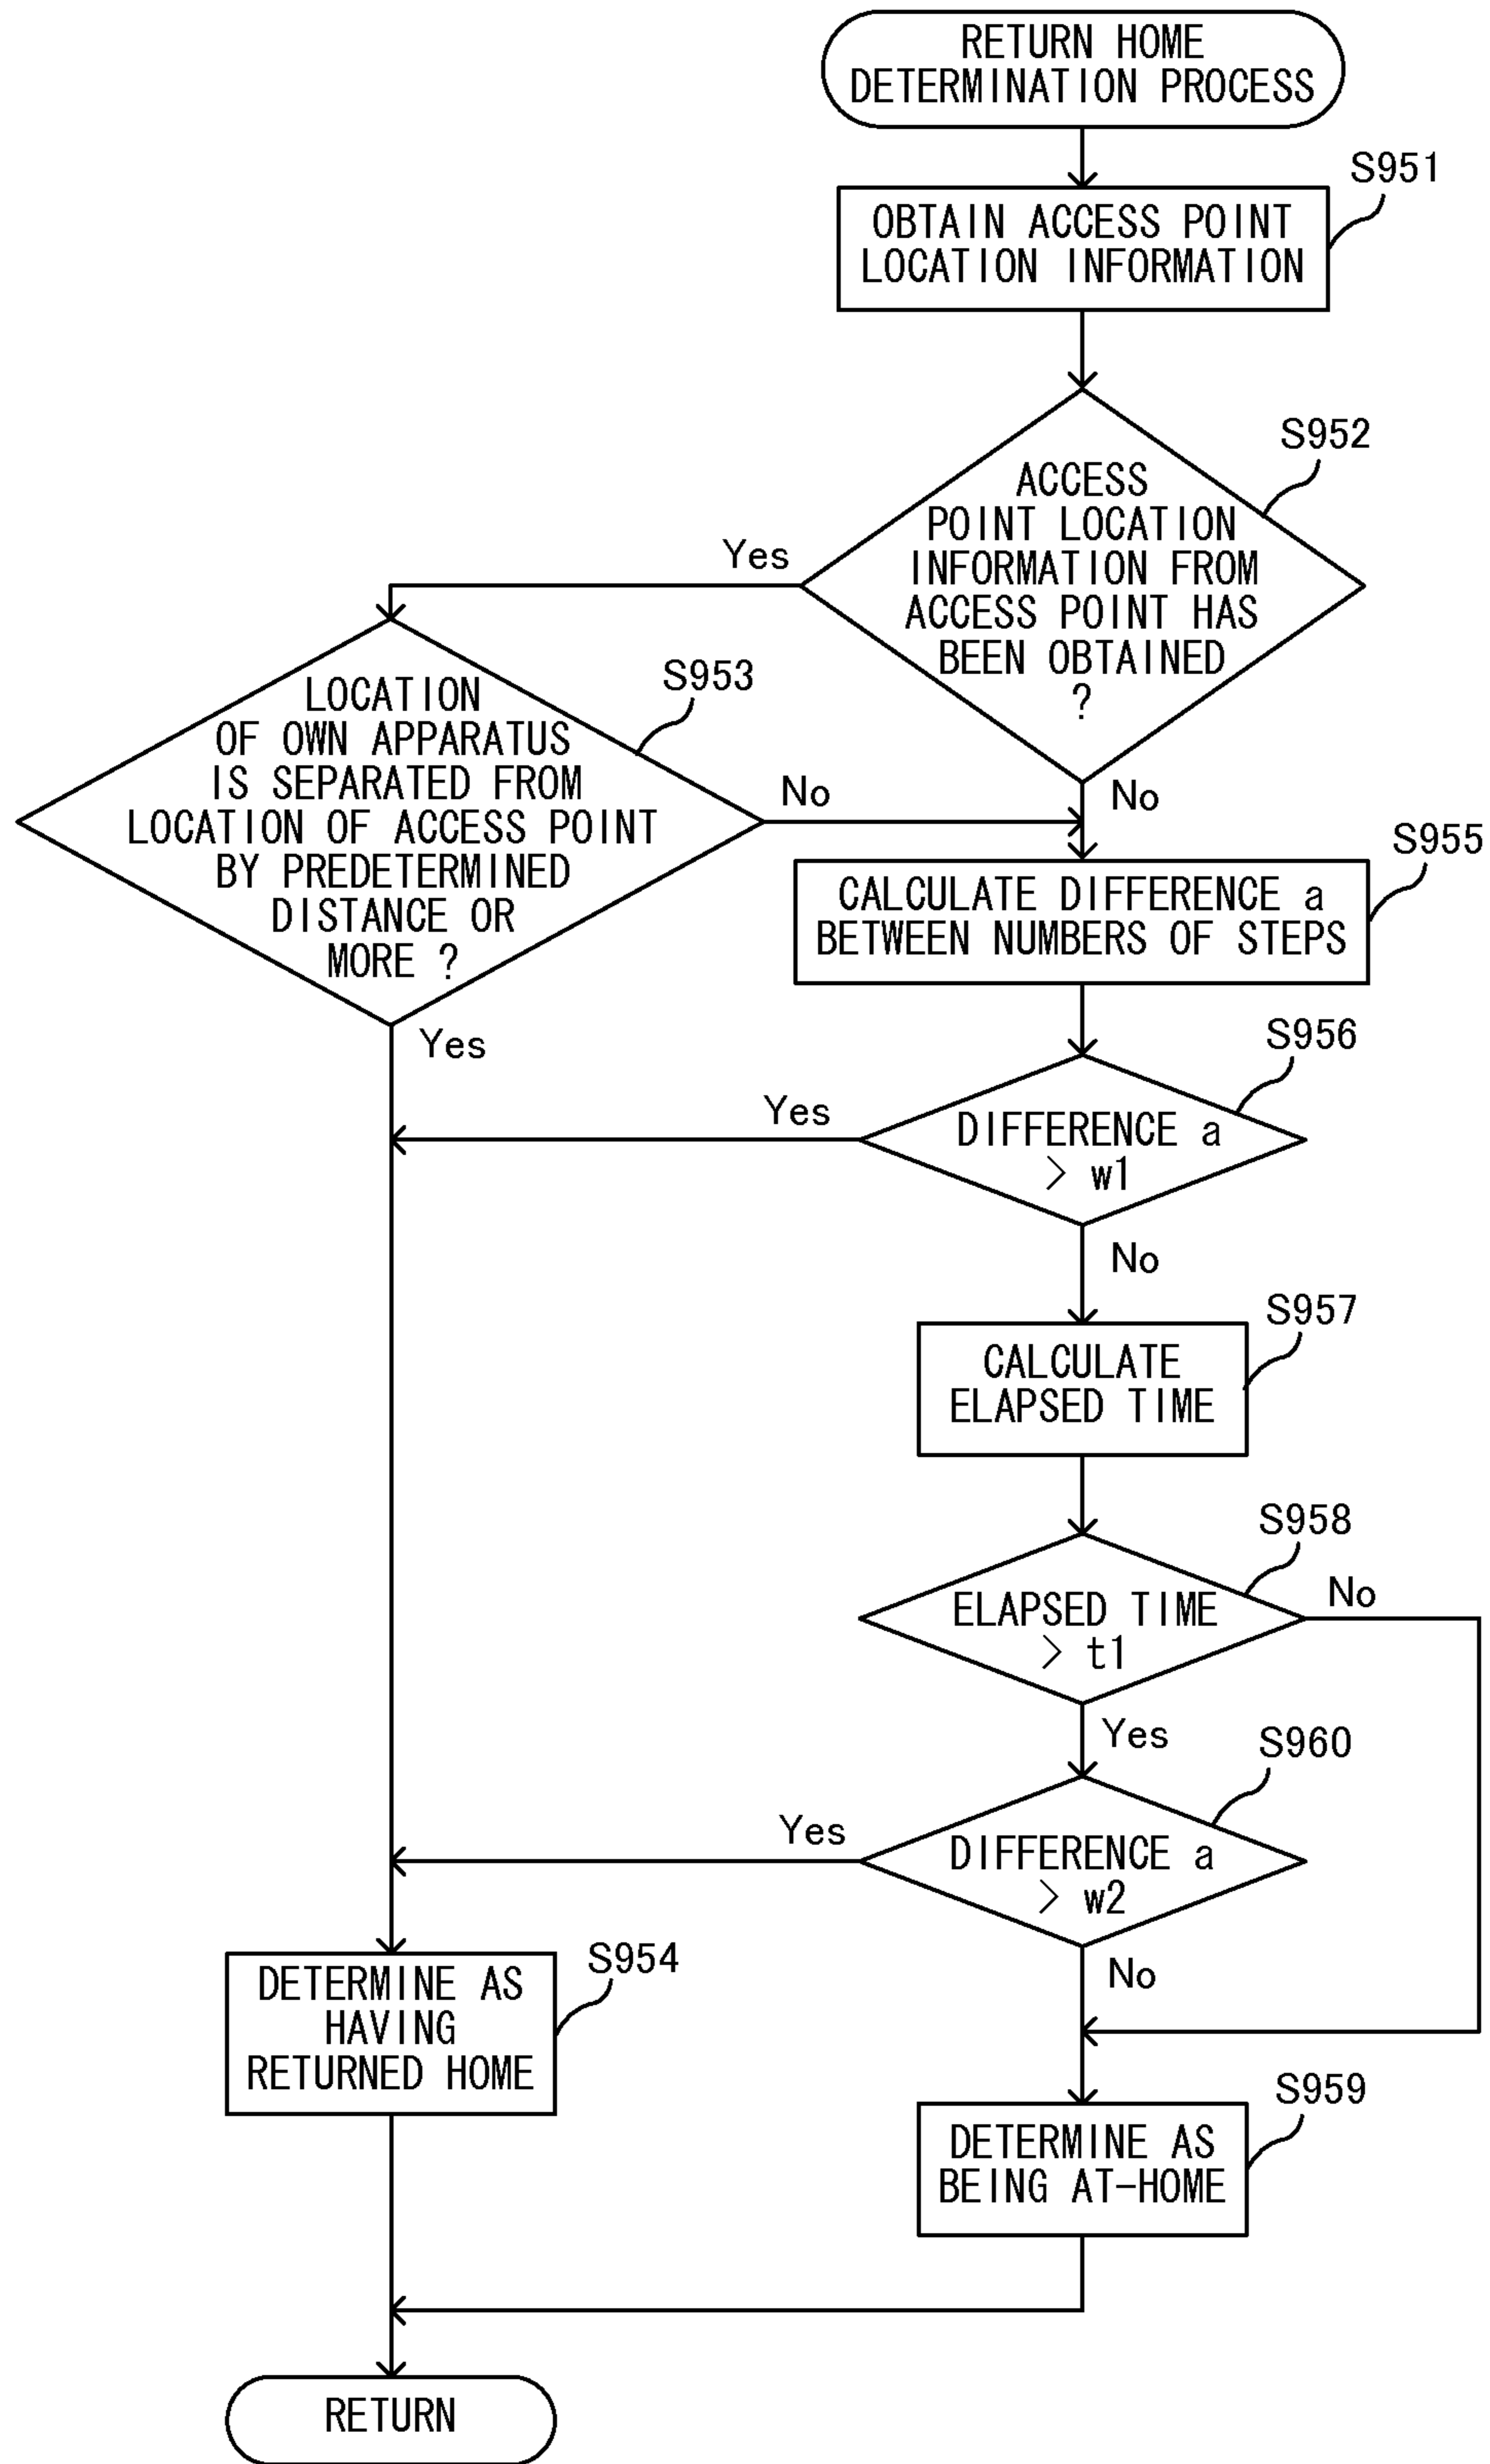 RETURN HOME
DETERMINATION PROCESS
S951
OBTAIN ACCESS POINT
LOCATION INFORMATION
S952
ACCESS
POINT LOCATION
INFORMATION FROM
ACCESS POINT HAS
BEEN OBTAINED
?
Yes
No
S953
LOCATION
OF OWN APPARATUS
IS SEPARATED FROM
LOCATION OF ACCESS POINT
BY PREDETERMINED
DISTANCE OR
MORE ?
No
Yes
S955
CALCULATE DIFFERENCE a
BETWEEN NUMBERS OF STEPS
S956
DIFFERENCE a
> w1
Yes
No
S957
CALCULATE
ELAPSED TIME
S958
ELAPSED TIME
> t1
No
Yes
S960
DIFFERENCE a
> w2
Yes
No
S954
DETERMINE AS
HAVING
RETURNED HOME
S959
DETERMINE AS
BEING AT-HOME
RETURN